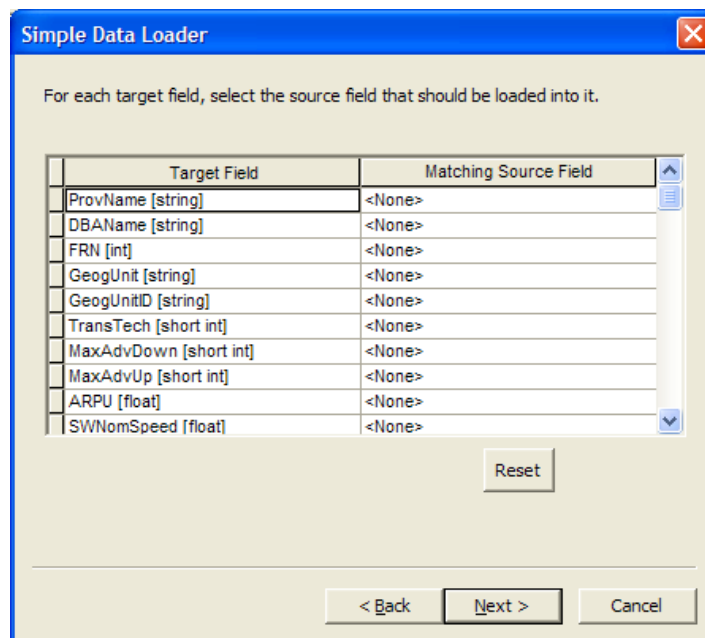 Simple Data Loader
For each target field, select the source field that should be loaded into it.
Target Field Matching Source Field
ProvName [string] <None>
DBAName [string] <None>
FRN [int] <None>
GeogUnit [string] <None>
GeogUnitID [string] <None>
TransTech [short int] <None>
MaxAdvDown [short int] <None>
MaxAdvUp [short int] <None>
ARPU [float] <None>
SWNomSpeed [float] <None>
Reset
< Back Next > Cancel